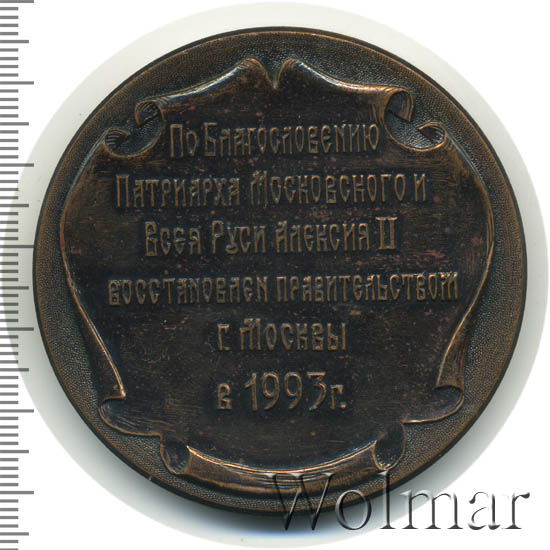 По Благословению
Патриарха Московского и
Всея Руси Алексия II
восстановлен правительством
г. Москвы
в 1993 г.
Wolmar